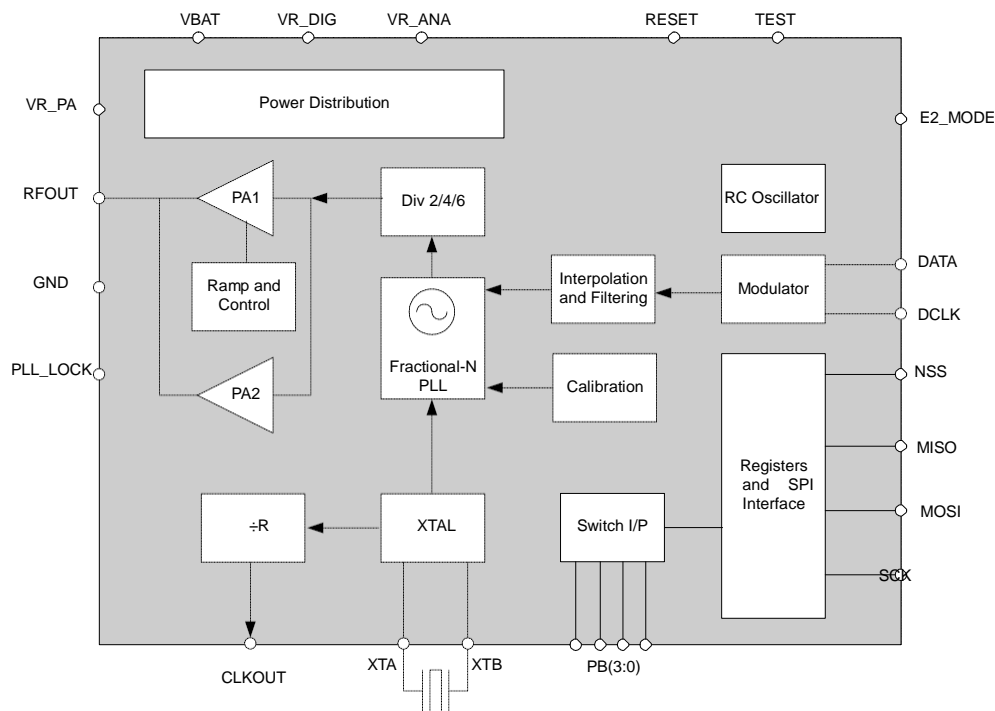 VBAT
VR_DIG
VR_ANA
RESET
TEST
VR_PA
Power Distribution
E2_MODE
RFOUT
PA1
Div 2/4/6
RC Oscillator
GND
Ramp and
Control
Interpolation
and Filtering
Modulator
DATA
DCLK
PLL_LOCK
PA2
Fractional-N
PLL
Calibration
NSS
MISO
Registers
and SPI
Interface
MOSI
÷R
XTAL
Switch I/P
SCK
CLKOUT
XTA
XTB
PB(3:0)